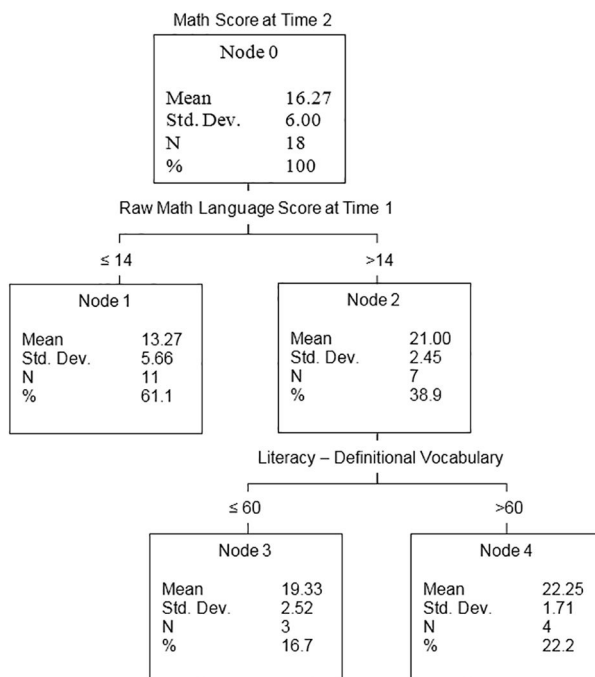 Math Score at Time 2
Node 0
Mean 16.27
Std. Dev. 6.00
N 18
% 100
Raw Math Language Score at Time 1
≤ 14 >14
Node 1
Mean 13.27
Std. Dev. 5.66
N 11
% 61.1
Node 2
Mean 21.00
Std. Dev. 2.45
N 7
% 38.9
Literacy – Definitional Vocabulary
≤ 60 >60
Node 3
Mean 19.33
Std. Dev. 2.52
N 3
% 16.7
Node 4
Mean 22.25
Std. Dev. 1.71
N 4
% 22.2